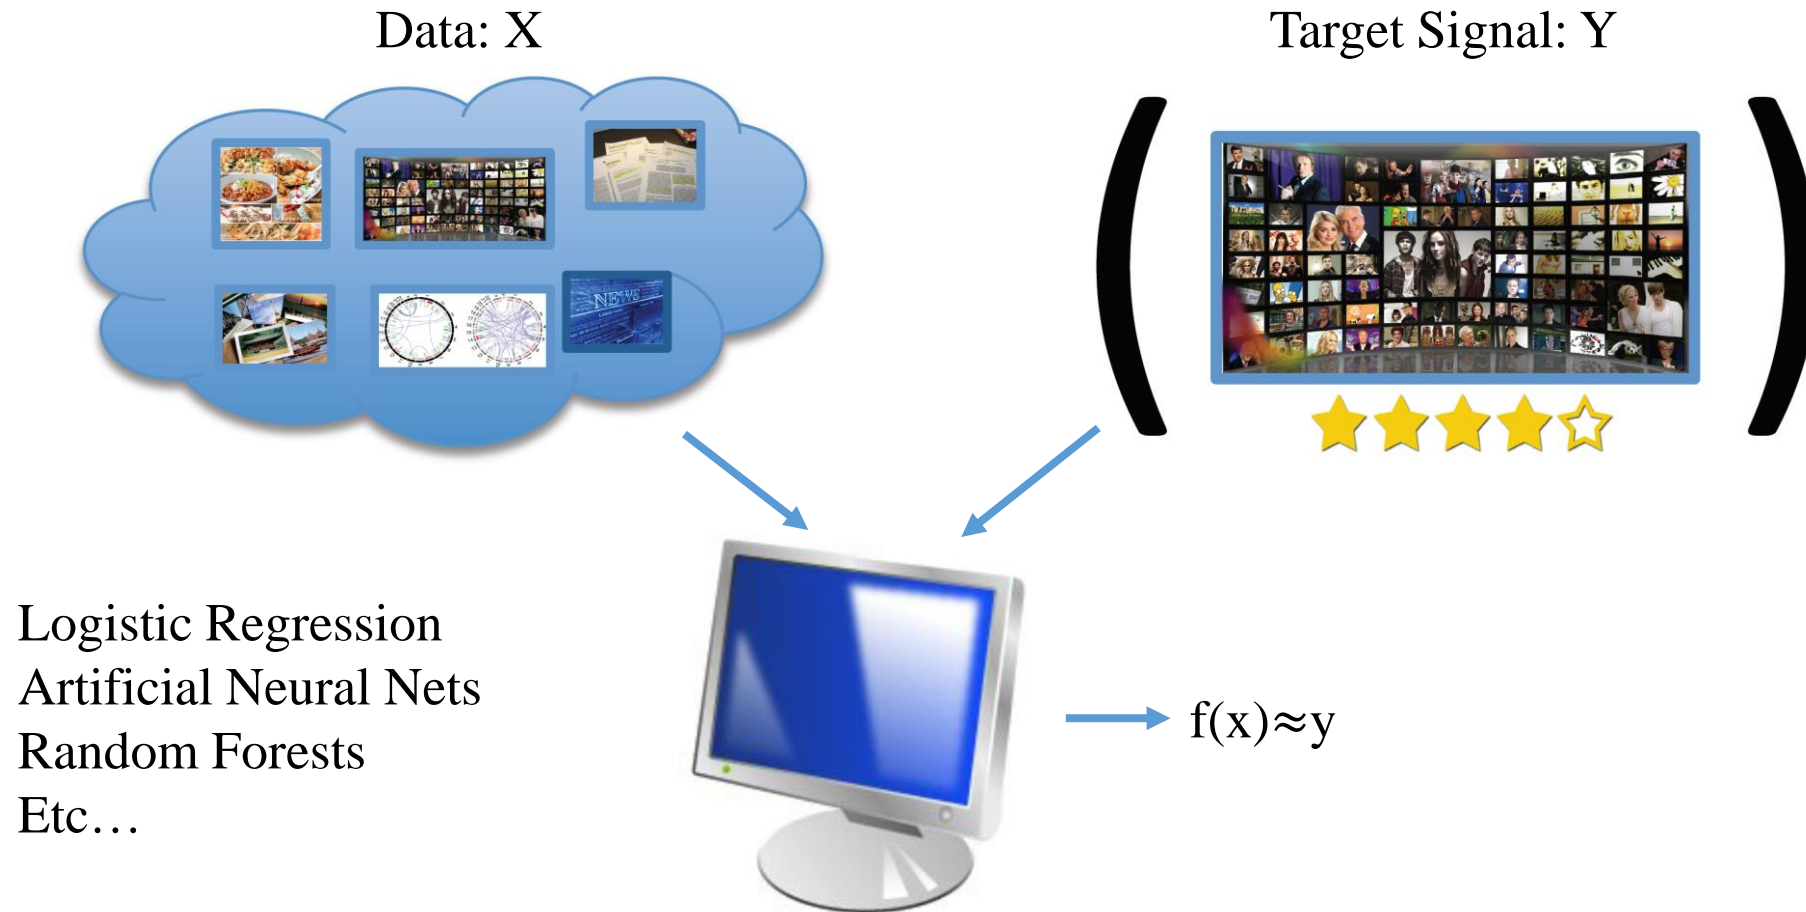 Data: X
Target Signal: Y
NEWS
Logistic Regression
Artificial Neural Nets
Random Forests
Etc…
f(x)≈y